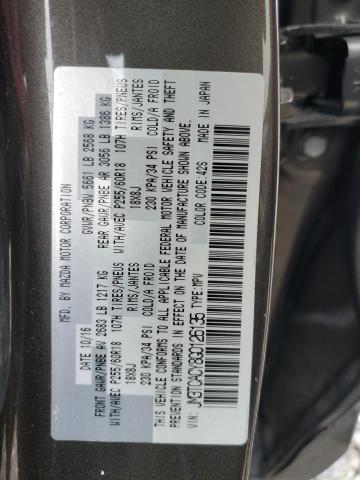 MFD. BY MAZDA MOTOR CORPORATION
DATE: 10/16
GVWR/PNBV 5661 LB 2568 KG
FRONT GAWR/PNBE AV 2683 LB 1217 KG
REAR GAWR/PNBE AR 3056 LB 1386 KG
WITH/AVEC P255/60R18 107H TIRES/PNEUS
WITH/AVEC P255/60R18 107H TIRES/PNEUS
18X8J RIMS/JANTES
18X8J RIMS/JANTES
230 KPA/34 PSI COLD/A FROID
230 KPA/34 PSI COLD/A FROID
THIS VEHICLE CONFORMS TO ALL APPLICABLE FEDERAL MOTOR VEHICLE SAFETY AND THEFT
PREVENTION STANDARDS IN EFFECT ON THE DATE OF MANUFACTURE SHOWN ABOVE.
JM3TCACYXG0126135 TYPE: MPV
COLOR CODE: 42S
MADE IN JAPAN